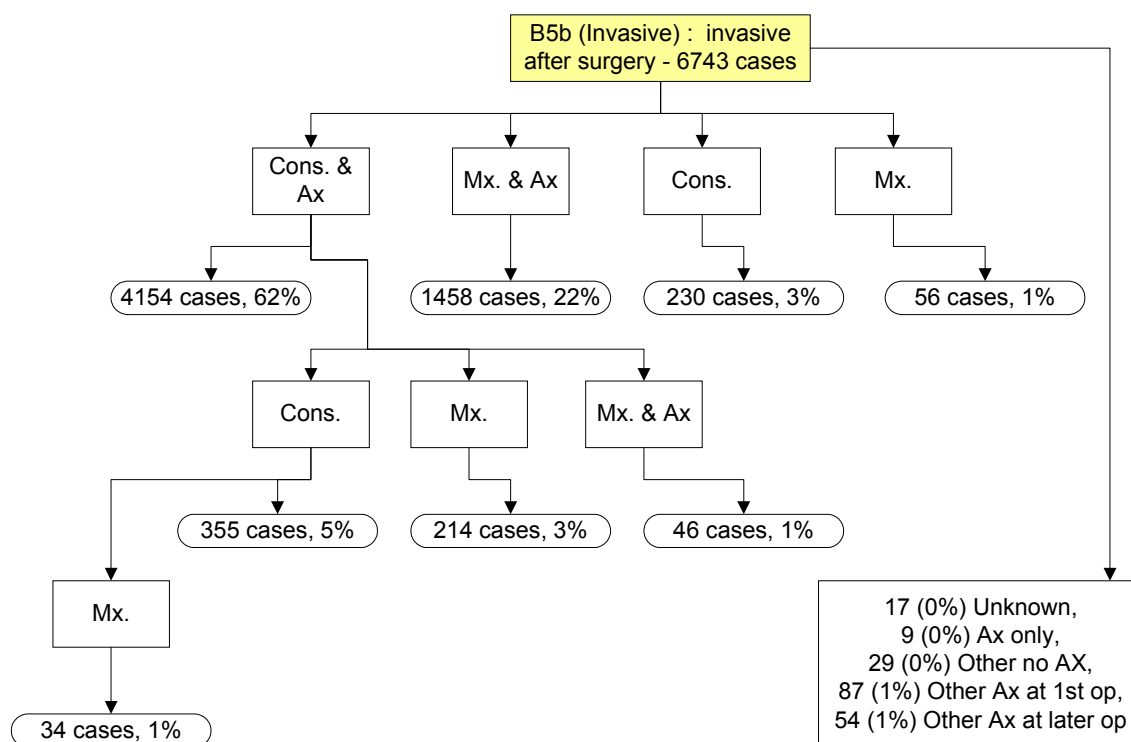 B5b (Invasive) : invasive
after surgery - 6743 cases
Cons. &
Ax
Mx. & Ax
Cons.
Mx.
4154 cases, 62%
1458 cases, 22%
230 cases, 3%
56 cases, 1%
Cons.
Mx.
Mx. & Ax
355 cases, 5%
214 cases, 3%
46 cases, 1%
Mx.
34 cases, 1%
17 (0%) Unknown,
9 (0%) Ax only,
29 (0%) Other no AX,
87 (1%) Other Ax at 1st op,
54 (1%) Other Ax at later op